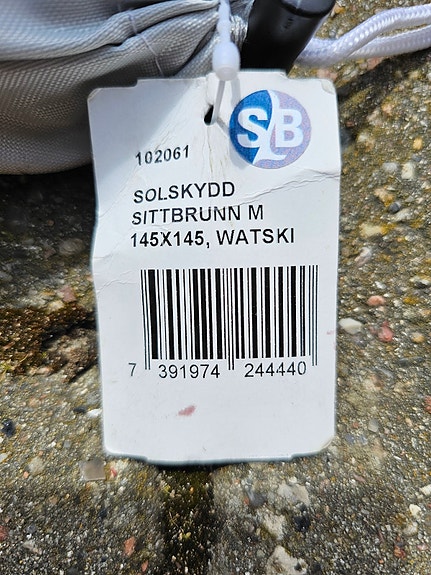 SB
102061
SOLSKYDD
SITTBRUNN M
145X145, WATSKI
7 391974 244440